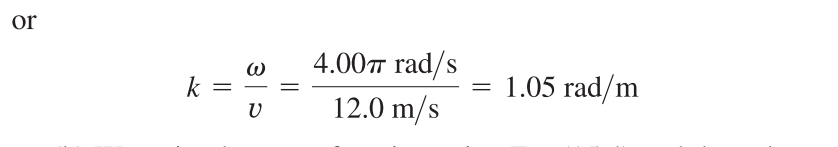 or
k = ω/v = 4.00π rad/s / 12.0 m/s = 1.05 rad/m